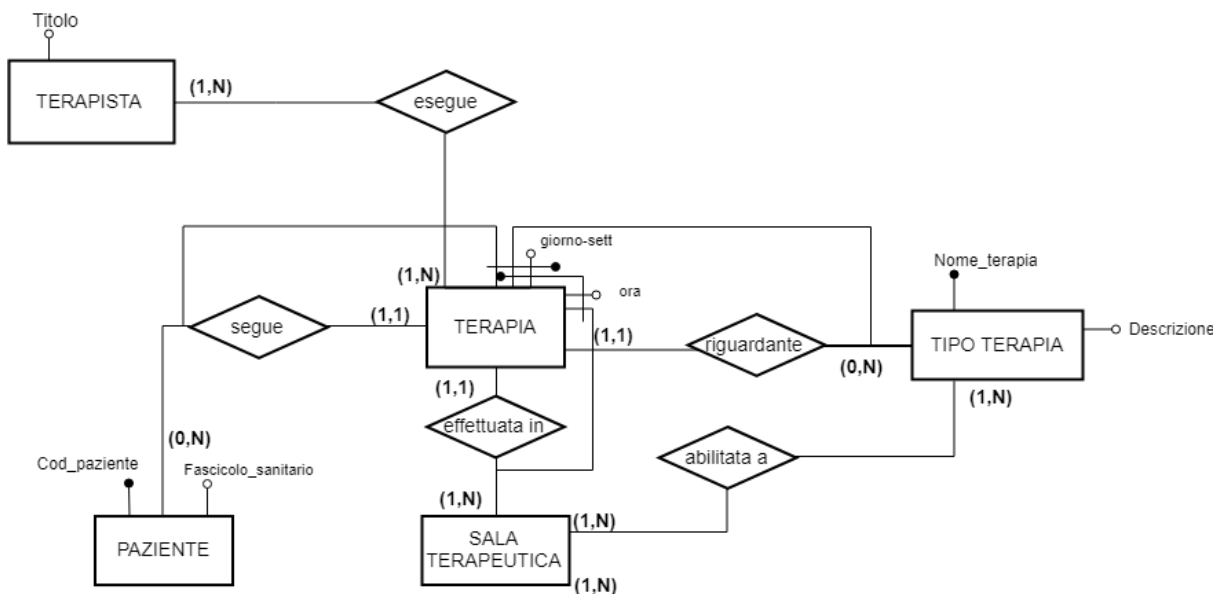 Titolo
TERAPISTA
(1,N)
esegue
giorno-sett
(1,N)
ora
Nome_terapia
segue
(1,1)
TERAPIA
(1,1)
riguardante
(0,N)
TIPO TERAPIA
Descrizione
(1,1)
effettuata in
(1,N)
abilitata a
(0,N)
Cod_paziente
Fascicolo_sanitario
(1,N)
(1,N)
PAZIENTE
SALA
TERAPEUTICA
(1,N)